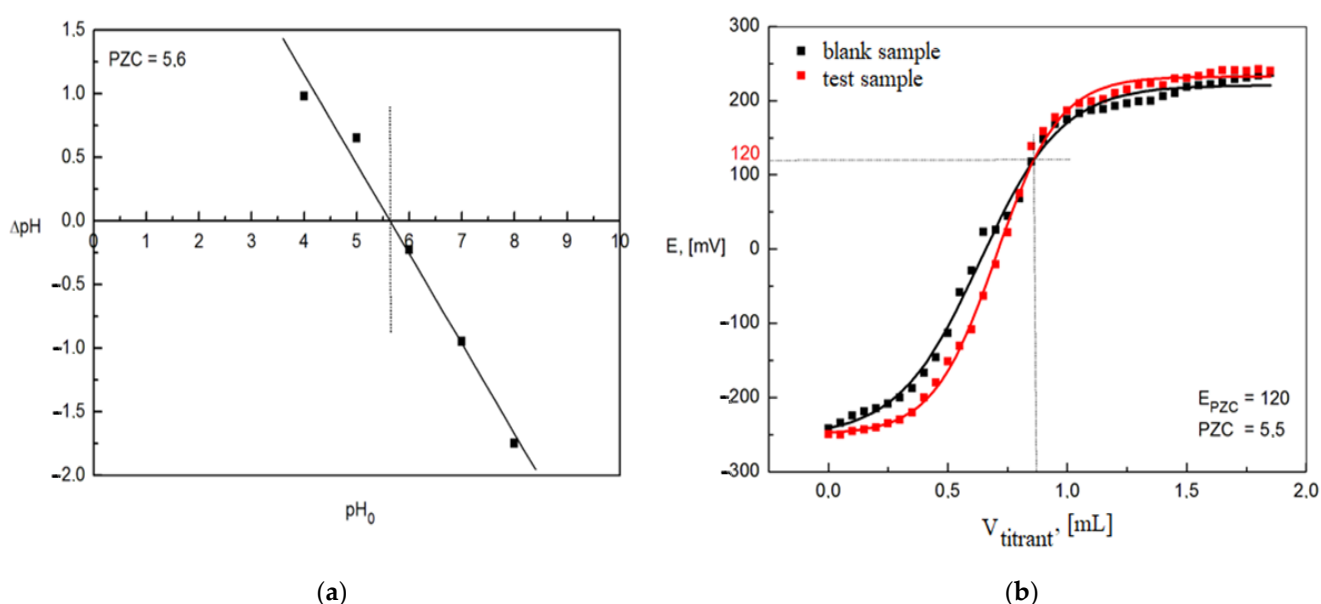 1.5
PZC = 5.6
1.0
0.5
0.0
ΔpH
0 1 2 3 4 5 6 7 8 9 10
−0.5
−1.0
−1.5
−2.0
pH₀
(a)
300
blank sample
test sample
200
120
100
E, [mV]
0
−100
−200
E_PZC = 120
PZC = 5.5
−300
0.0 0.5 1.0 1.5 2.0
V_titrant, [mL]
(b)